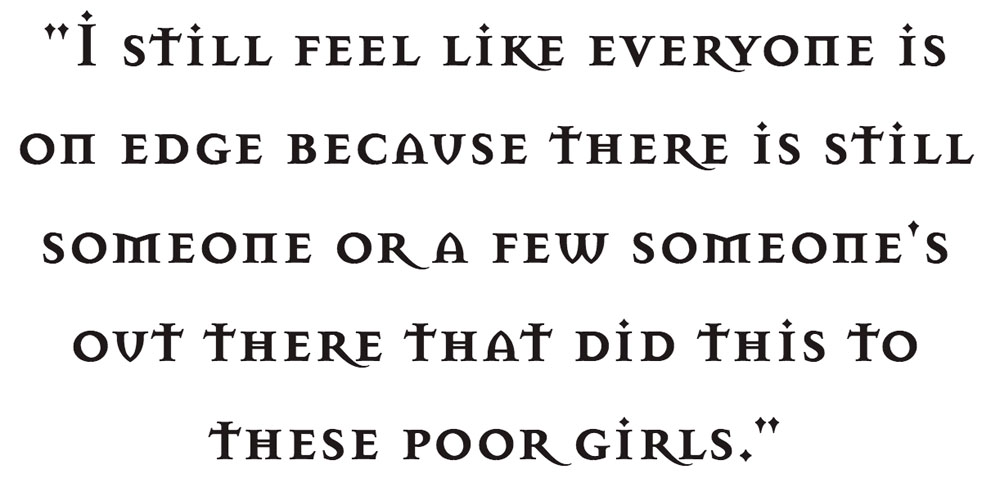 "I STILL FEEL LIKE EVERYONE IS
ON EDGE BECAUSE THERE IS STILL
SOMEONE OR A FEW SOMEONE'S
OUT THERE THAT DID THIS TO
THESE POOR GIRLS."